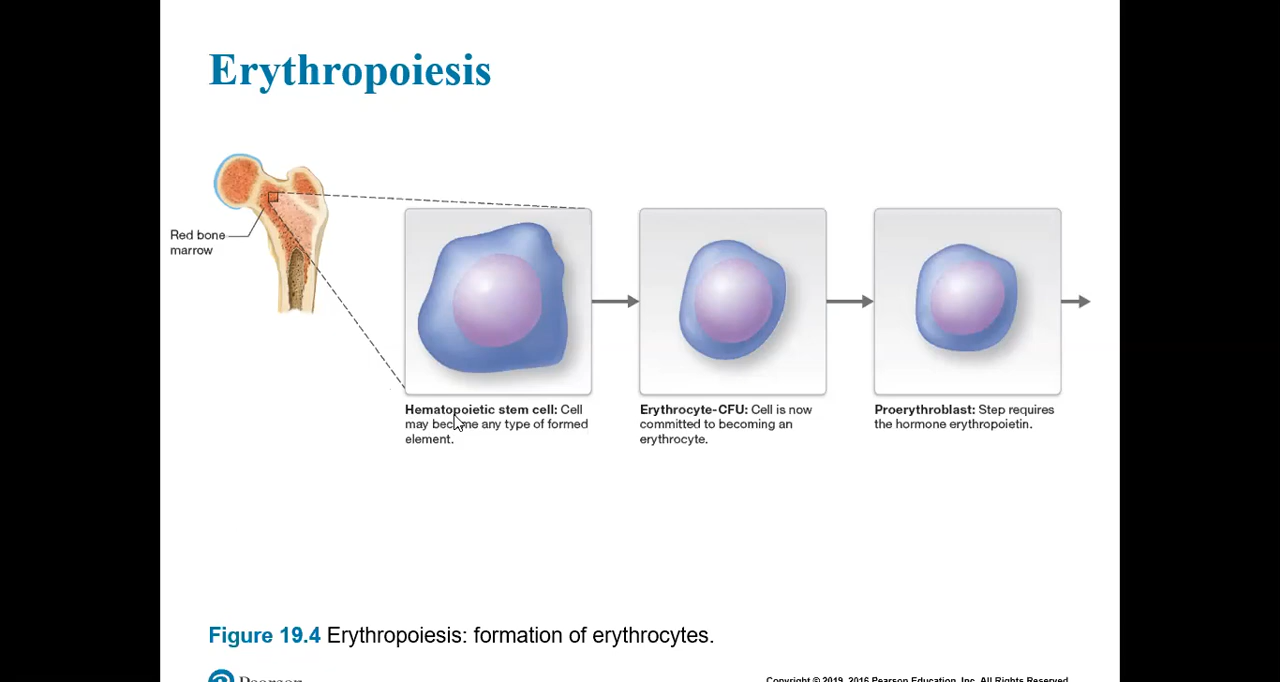 Erythropoiesis
Red bone
marrow
Hematopoietic stem cell: Cell
may become any type of formed
element.
Erythrocyte-CFU: Cell is now
committed to becoming an
erythrocyte.
Proerythroblast: Step requires
the hormone erythropoietin.
Figure 19.4 Erythropoiesis: formation of erythrocytes.
Pearson
Copyright © 2019, 2016 Pearson Education, Inc. All Rights Reserved